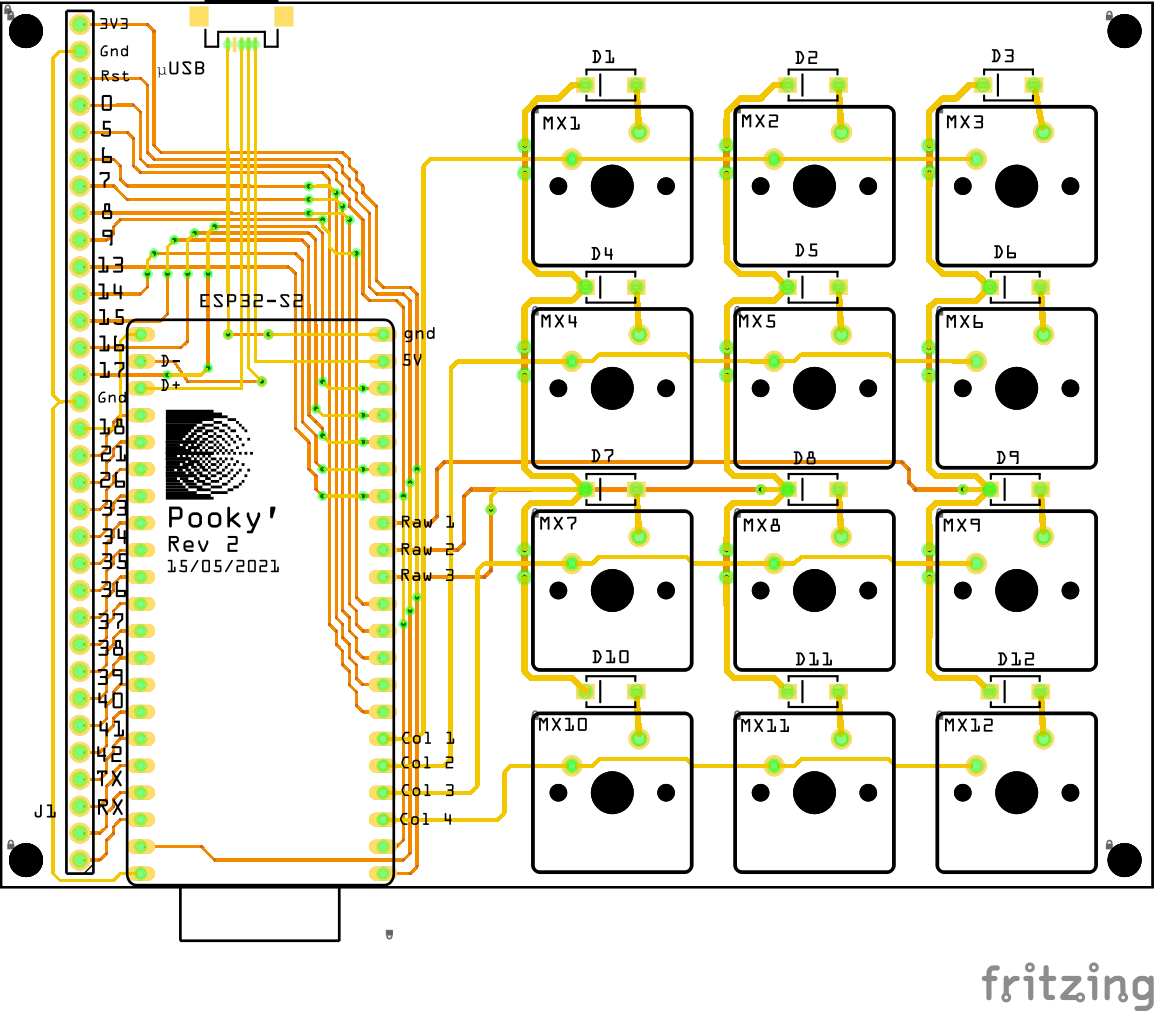 3V3
Gnd
Rst
0
5
6
7
8
9
13
14
15
16
17
Gnd
18
21
26
33
34
35
36
37
38
39
40
41
42
TX
RX
J1
µUSB
ESP32-S2
D-
D+
Pooky'
Rev 2
15/05/2021
gnd
5V
Raw 1
Raw 2
Raw 3
Col 1
Col 2
Col 3
Col 4
D1
D2
D3
MX1
MX2
MX3
D4
D5
D6
MX4
MX5
MX6
D7
D8
D9
MX7
MX8
MX9
D10
D11
D12
MX10
MX11
MX12
fritzing